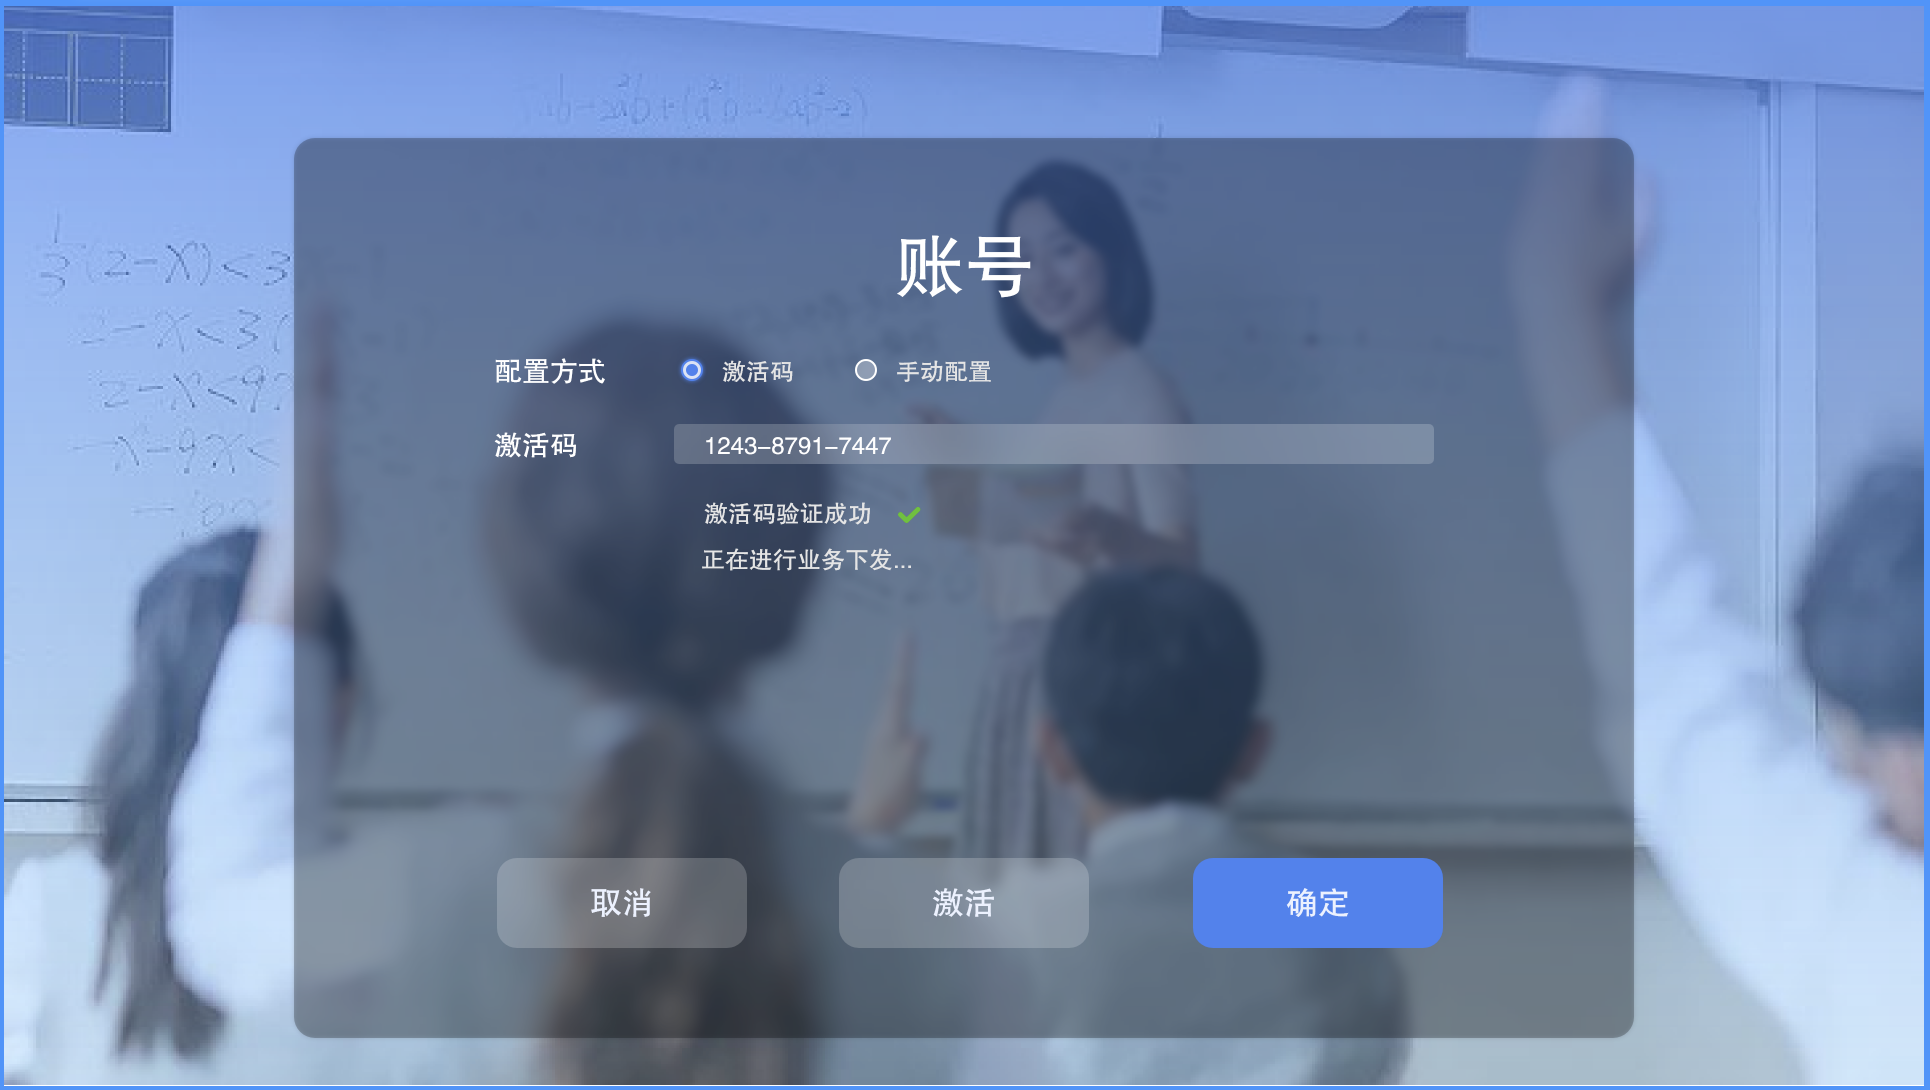 账号
配置方式 激活码 手动配置
激活码 1243-8791-7447
激活码验证成功
正在进行业务下发...
取消 激活 确定
2-x<3